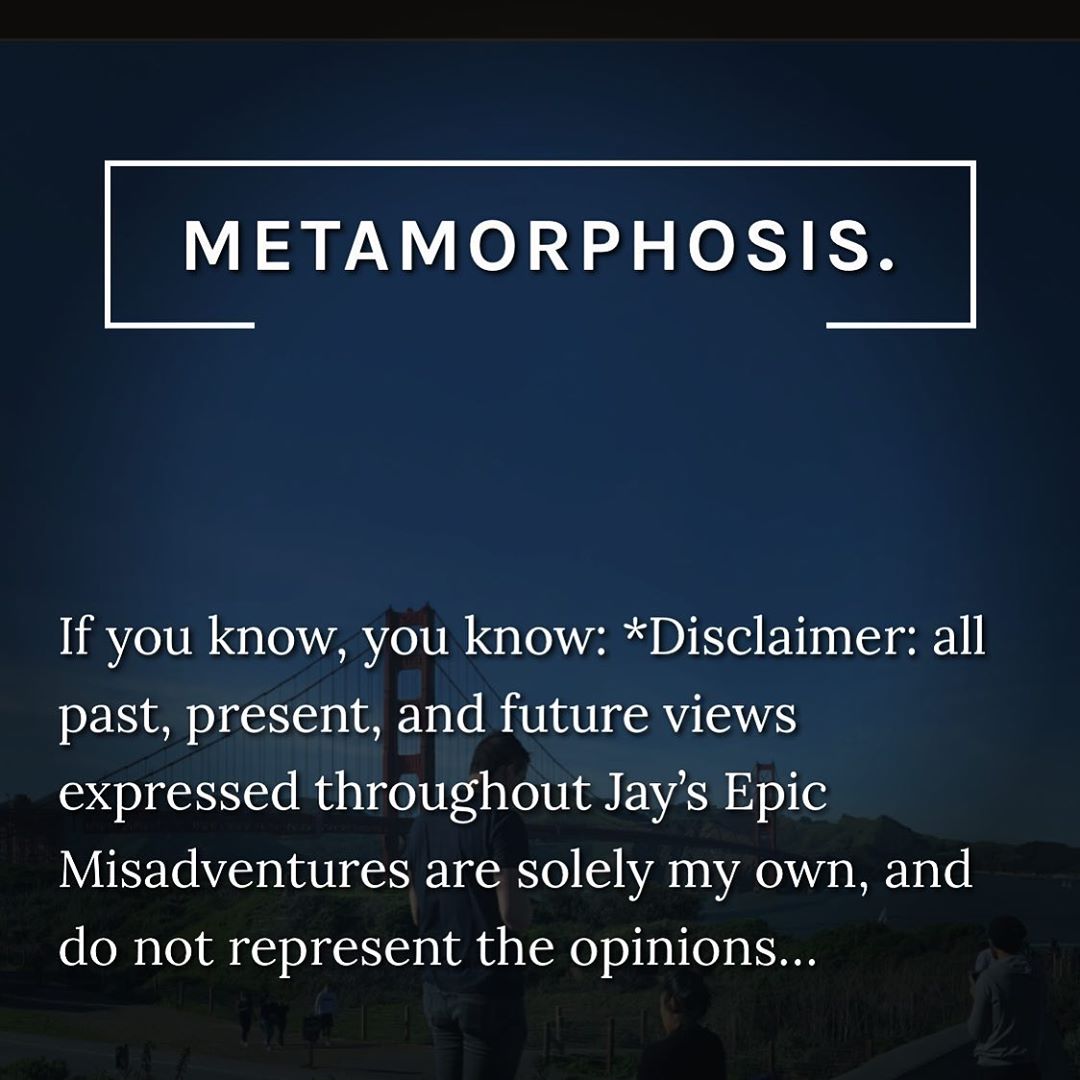 METAMORPHOSIS.
If you know, you know: *Disclaimer: all
past, present, and future views
expressed throughout Jay’s Epic
Misadventures are solely my own, and
do not represent the opinions...